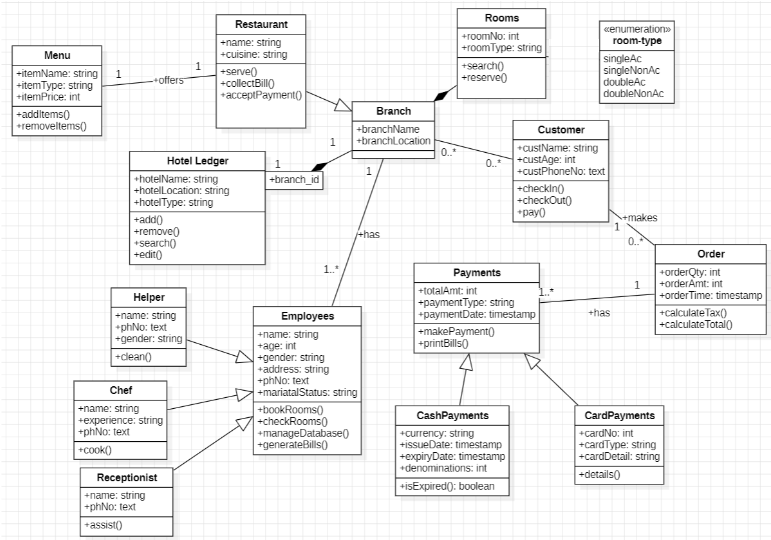 Menu
+itemName: string
+itemType: string
+itemPrice: int
+addItems()
+removeItems()
1
+offers
1
Restaurant
+name: string
+cuisine: string
+serve()
+collectBill()
+acceptPayment()
Rooms
+roomNo: int
+roomType: string
+search()
+reserve()
«enumeration»
room-type
singleAc
singleNonAc
doubleAc
doubleNonAc
Branch
+branchName
+branchLocation
Hotel Ledger
+hotelName: string
+hotelLocation: string
+hotelType: string
+add()
+remove()
+search()
+edit()
1
1
+branch_id
0..*
0..*
Customer
+custName: string
+custAge: int
+custPhoneNo: text
+checkIn()
+checkOut()
+pay()
1
+has
1..*
+makes
1
0..*
Order
+orderQty: int
+orderAmt: int
+orderTime: timestamp
+calculateTax()
+calculateTotal()
Payments
+totalAmt: int
+paymentType: string
+paymentDate: timestamp
+makePayment()
+printBills()
1..*
1
+has
Helper
+name: string
+phNo: text
+gender: string
+clean()
Employees
+name: string
+age: int
+gender: string
+address: string
+phNo: text
+mariatalStatus: string
+bookRooms()
+checkRooms()
+manageDatabase()
+generateBills()
Chef
+name: string
+experience: string
+phNo: text
+cook()
Receptionist
+name: string
+phNo: text
+assist()
CashPayments
+currency: string
+issueDate: timestamp
+expiryDate: timestamp
+denominations: int
+isExpired(): boolean
CardPayments
+cardNo: int
+cardType: string
+cardDetail: string
+details()